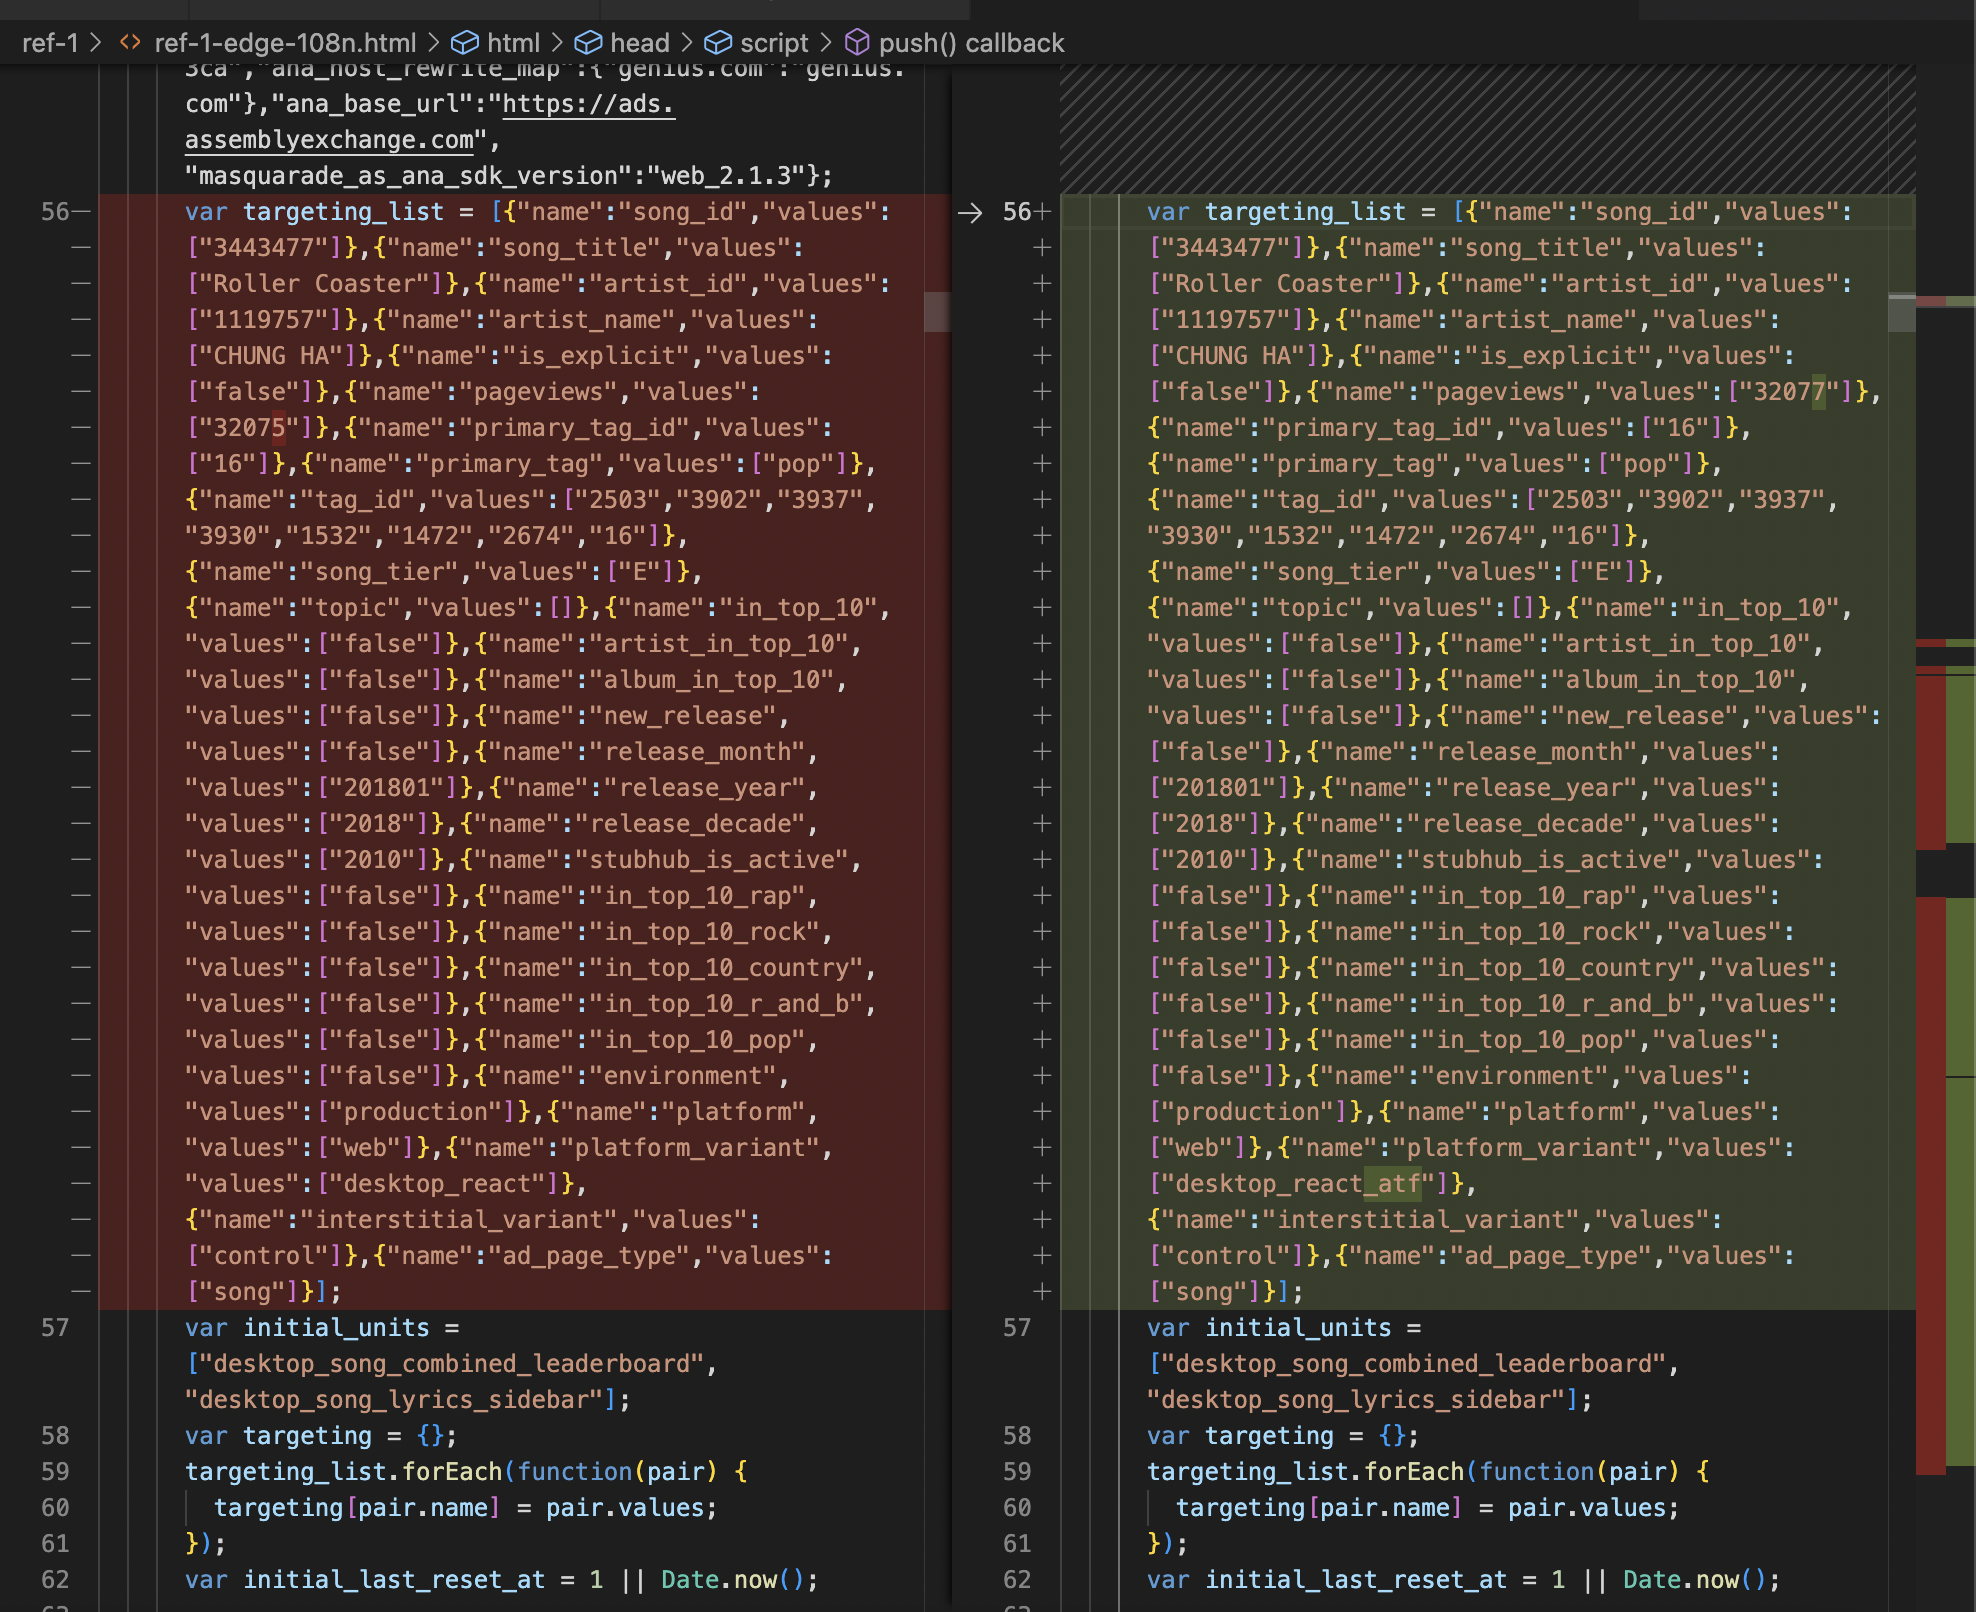 ref-1 > <> ref-1-edge-108n.html > html > head > script > push() callback
3ca","ana_host_rewrite_map":{"genius.com":"genius.
com"},"ana_base_url":"https://ads.
assemblyexchange.com",
"masquarade_as_ana_sdk_version":"web_2.1.3"};
56— var targeting_list = [{"name":"song_id","values":
— ["3443477"]},{"name":"song_title","values":
— ["Roller Coaster"]},{"name":"artist_id","values":
— ["1119757"]},{"name":"artist_name","values":
— ["CHUNG HA"]},{"name":"is_explicit","values":
— ["false"]},{"name":"pageviews","values":
— ["32075"]},{"name":"primary_tag_id","values":
— ["16"]},{"name":"primary_tag","values":["pop"]},
— {"name":"tag_id","values":["2503","3902","3937",
— "3930","1532","1472","2674","16"]},
— {"name":"song_tier","values":["E"]},
— {"name":"topic","values":[]},{"name":"in_top_10",
— "values":["false"]},{"name":"artist_in_top_10",
— "values":["false"]},{"name":"album_in_top_10",
— "values":["false"]},{"name":"new_release",
— "values":["false"]},{"name":"release_month",
— "values":["201801"]},{"name":"release_year",
— "values":["2018"]},{"name":"release_decade",
— "values":["2010"]},{"name":"stubhub_is_active",
— "values":["false"]},{"name":"in_top_10_rap",
— "values":["false"]},{"name":"in_top_10_rock",
— "values":["false"]},{"name":"in_top_10_country",
— "values":["false"]},{"name":"in_top_10_r_and_b",
— "values":["false"]},{"name":"in_top_10_pop",
— "values":["false"]},{"name":"environment",
— "values":["production"]},{"name":"platform",
— "values":["web"]},{"name":"platform_variant",
— "values":["desktop_react"]},
— {"name":"interstitial_variant","values":
— ["control"]},{"name":"ad_page_type","values":
— ["song"]}];
57 var initial_units =
["desktop_song_combined_leaderboard",
"desktop_song_lyrics_sidebar"];
58 var targeting = {};
59 targeting_list.forEach(function(pair) {
60 targeting[pair.name] = pair.values;
61 });
62 var initial_last_reset_at = 1 || Date.now();
→ 56+ var targeting_list = [{"name":"song_id","values":
+ ["3443477"]},{"name":"song_title","values":
+ ["Roller Coaster"]},{"name":"artist_id","values":
+ ["1119757"]},{"name":"artist_name","values":
+ ["CHUNG HA"]},{"name":"is_explicit","values":
+ ["false"]},{"name":"pageviews","values":["32077"]},
+ {"name":"primary_tag_id","values":["16"]},
+ {"name":"primary_tag","values":["pop"]},
+ {"name":"tag_id","values":["2503","3902","3937",
+ "3930","1532","1472","2674","16"]},
+ {"name":"song_tier","values":["E"]},
+ {"name":"topic","values":[]},{"name":"in_top_10",
+ "values":["false"]},{"name":"artist_in_top_10",
+ "values":["false"]},{"name":"album_in_top_10",
+ "values":["false"]},{"name":"new_release","values":
+ ["false"]},{"name":"release_month","values":
+ ["201801"]},{"name":"release_year","values":
+ ["2018"]},{"name":"release_decade","values":
+ ["2010"]},{"name":"stubhub_is_active","values":
+ ["false"]},{"name":"in_top_10_rap","values":
+ ["false"]},{"name":"in_top_10_rock","values":
+ ["false"]},{"name":"in_top_10_country","values":
+ ["false"]},{"name":"in_top_10_r_and_b","values":
+ ["false"]},{"name":"in_top_10_pop","values":
+ ["false"]},{"name":"environment","values":
+ ["production"]},{"name":"platform","values":
+ ["web"]},{"name":"platform_variant","values":
+ ["desktop_react_atf"]},
+ {"name":"interstitial_variant","values":
+ ["control"]},{"name":"ad_page_type","values":
+ ["song"]}];
57 var initial_units =
["desktop_song_combined_leaderboard",
"desktop_song_lyrics_sidebar"];
58 var targeting = {};
59 targeting_list.forEach(function(pair) {
60 targeting[pair.name] = pair.values;
61 });
62 var initial_last_reset_at = 1 || Date.now();